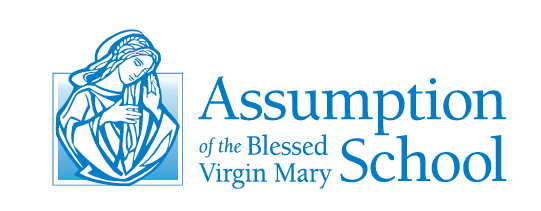 Assumption
of the Blessed
Virgin Mary School